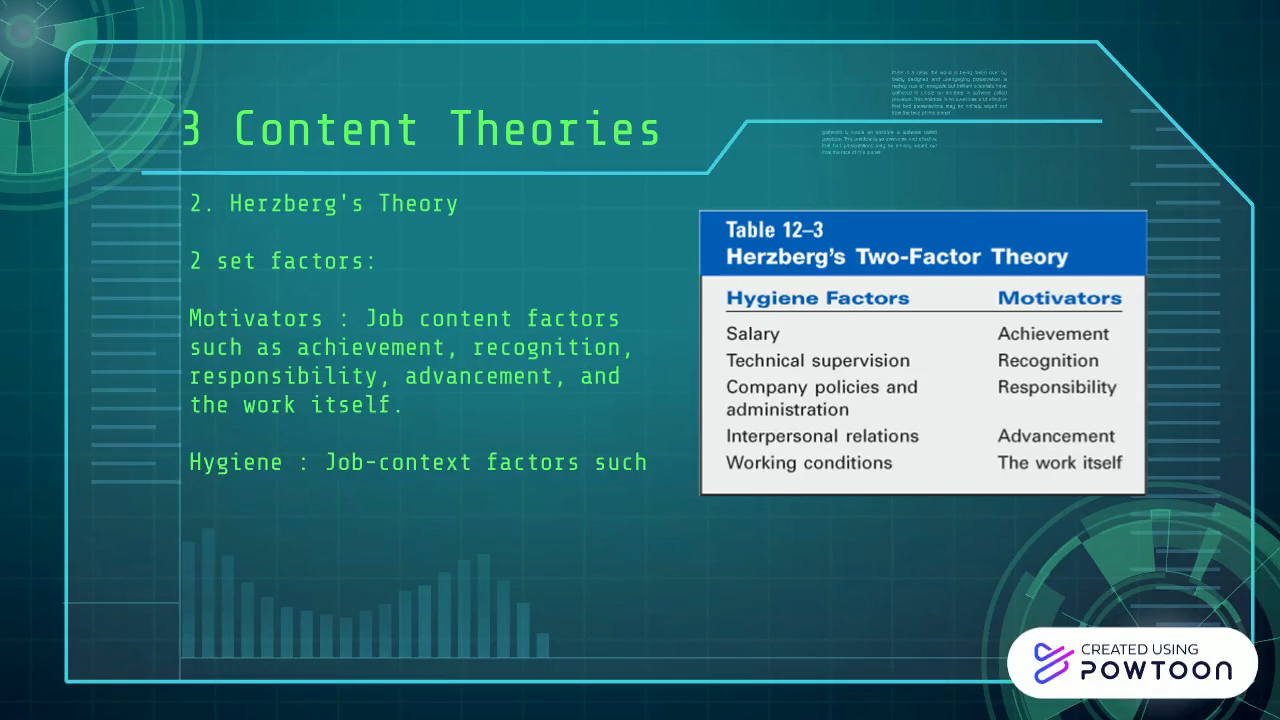 3 Content Theories
2. Herzberg's Theory
2 set factors:
Motivators : Job content factors
such as achievement, recognition,
responsibility, advancement, and
the work itself.
Hygiene : Job-context factors such
Table 12–3
Herzberg's Two-Factor Theory
Hygiene Factors Motivators
Salary Achievement
Technical supervision Recognition
Company policies and Responsibility
administration
Interpersonal relations Advancement
Working conditions The work itself
CREATED USING
POWTOON